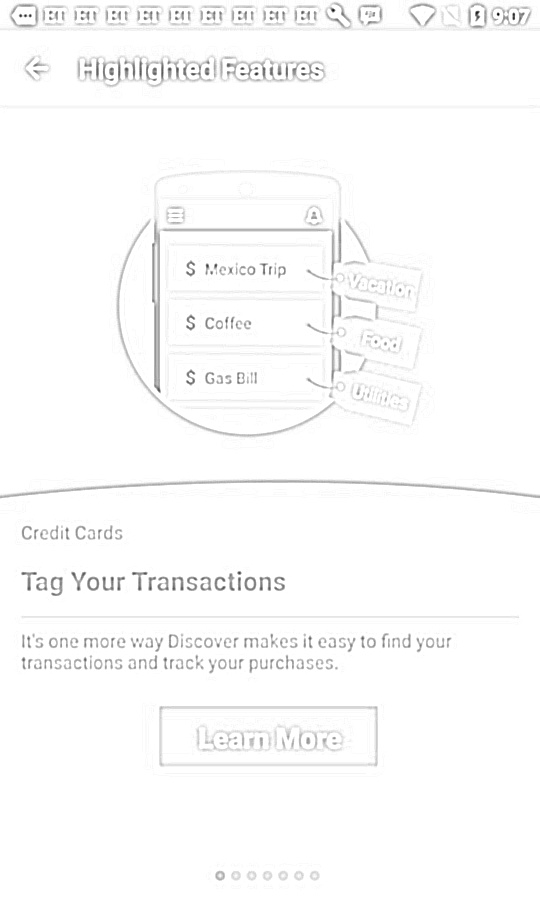 9:07
Highlighted Features
$ Mexico Trip
Vacation
$ Coffee
Food
$ Gas Bill
Utilities
Credit Cards
Tag Your Transactions
It's one more way Discover makes it easy to find your
transactions and track your purchases.
Learn More